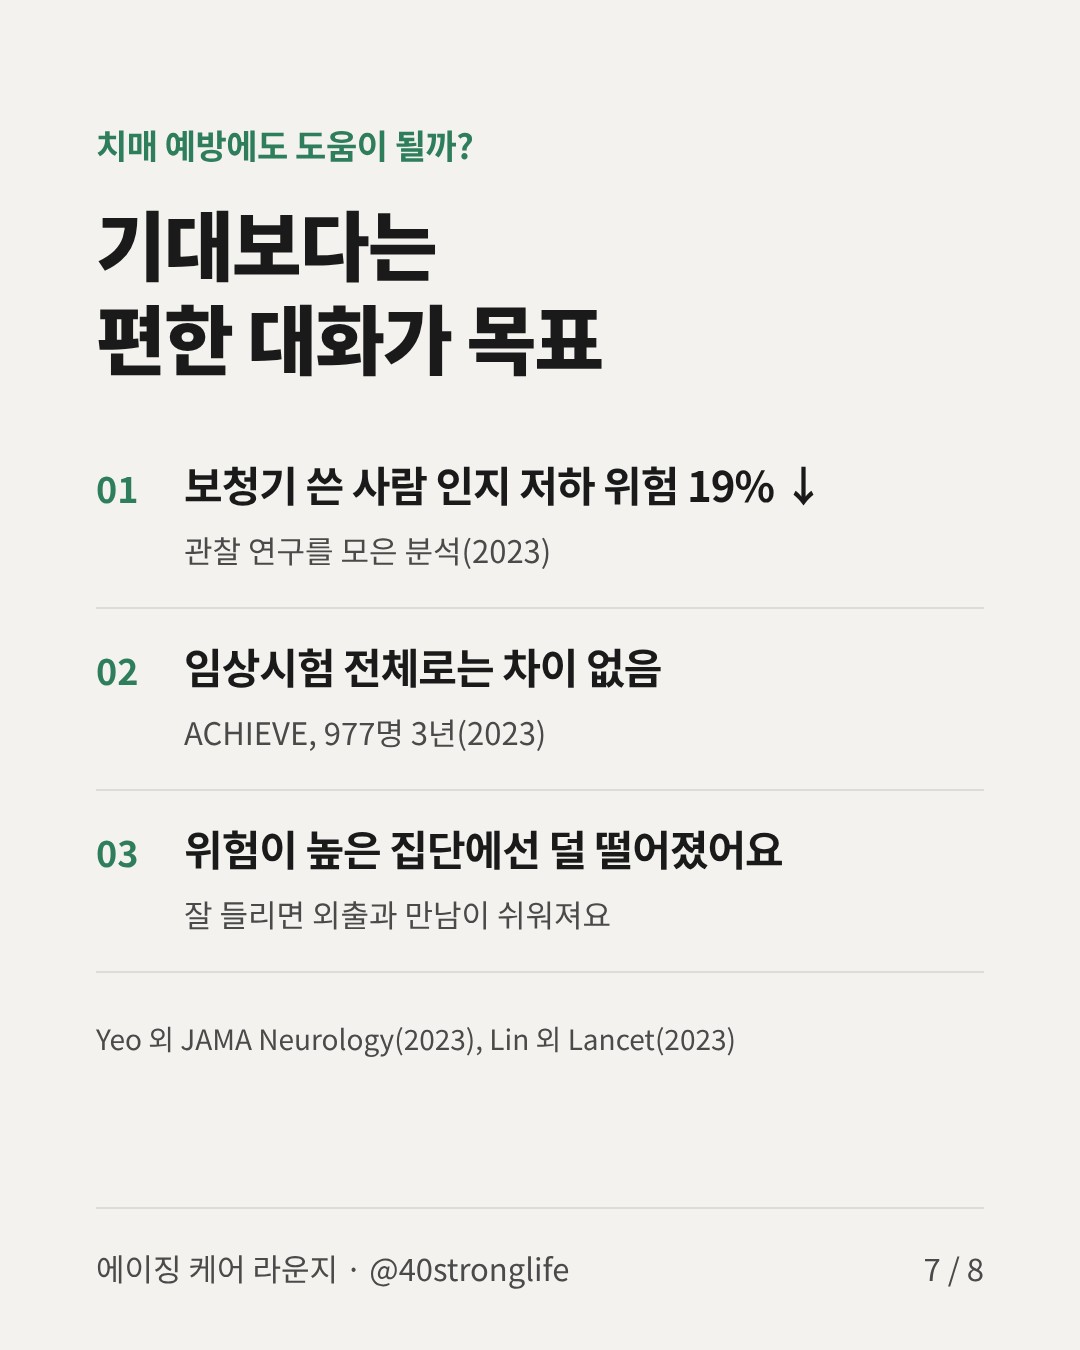 치매 예방에도 도움이 될까?
기대보다는
편한 대화가 목표
01 보청기 쓴 사람 인지 저하 위험 19% ↓
관찰 연구를 모은 분석(2023)
02 임상시험 전체로는 차이 없음
ACHIEVE, 977명 3년(2023)
03 위험이 높은 집단에선 덜 떨어졌어요
잘 들리면 외출과 만남이 쉬워져요
Yeo 외 JAMA Neurology(2023), Lin 외 Lancet(2023)
에이징 케어 라운지 · @40stronglife 7 / 8